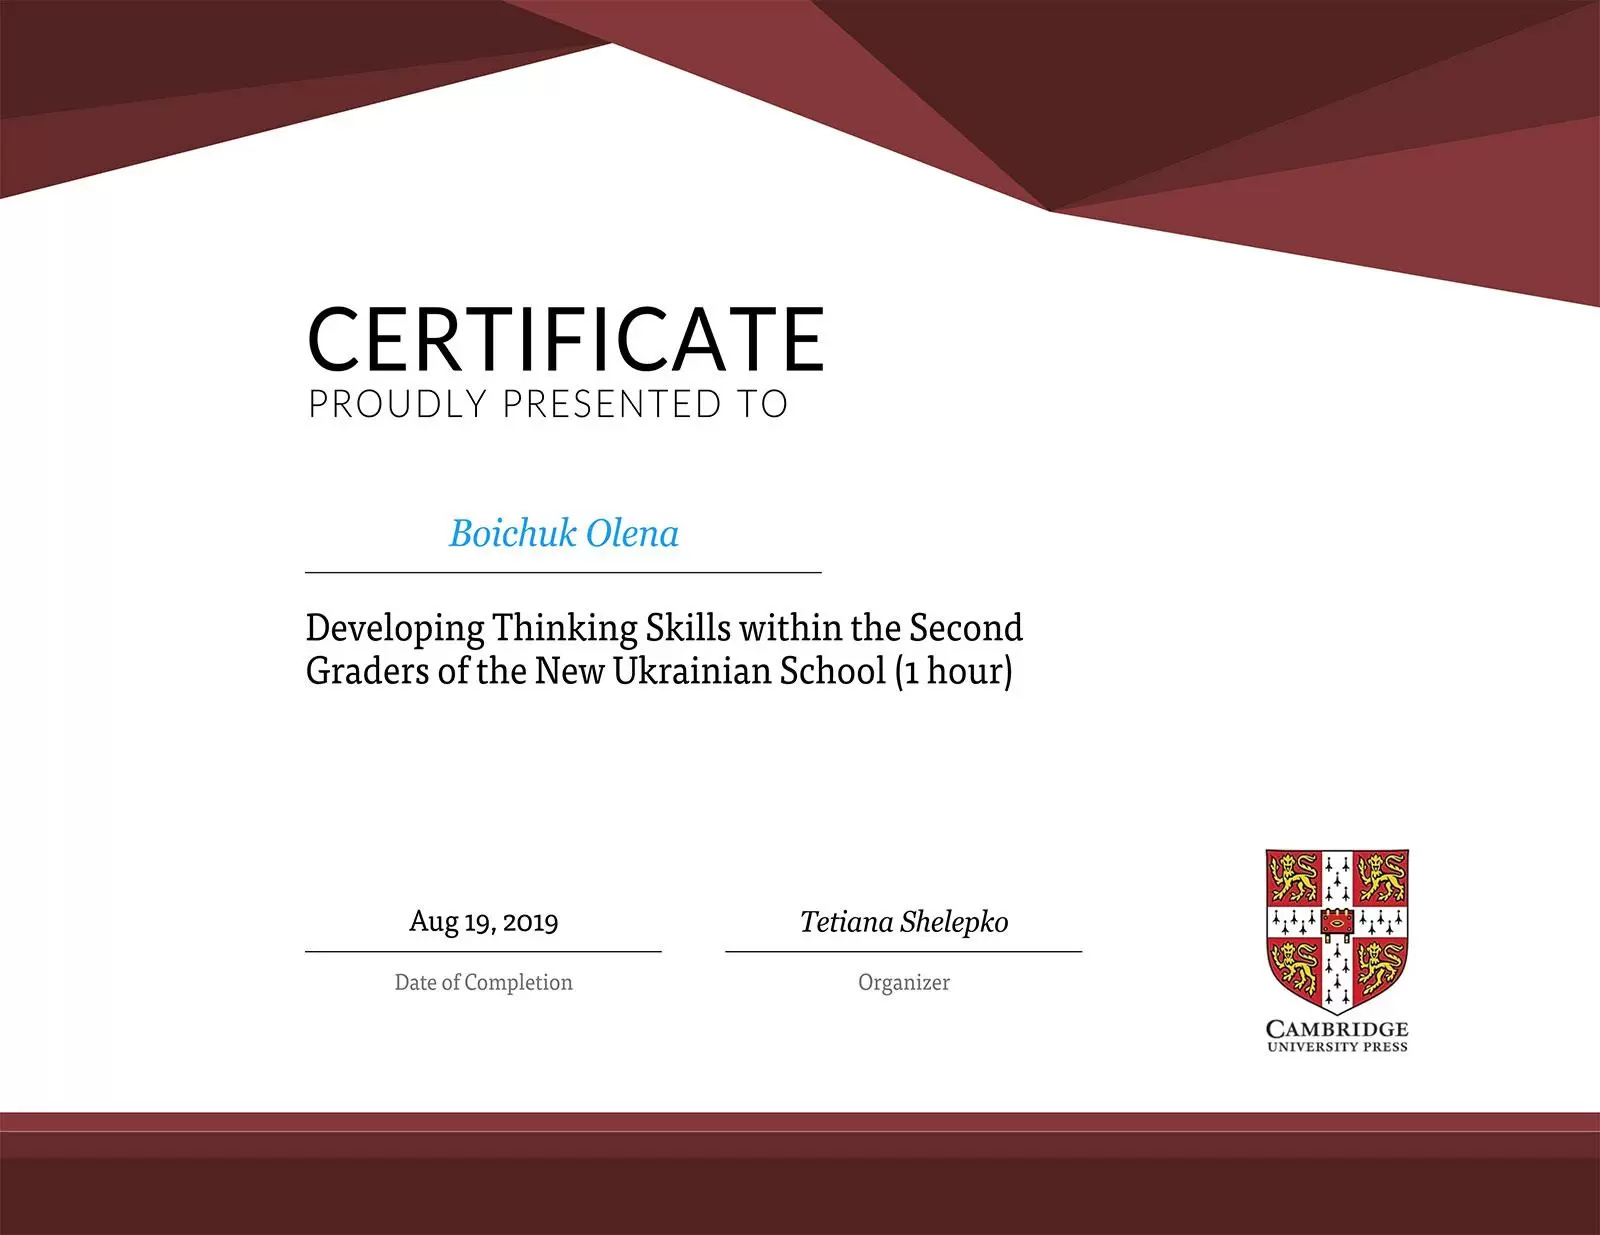 CERTIFICATE
PROUDLY PRESENTED TO
Boichuk Olena
Developing Thinking Skills within the Second
Graders of the New Ukrainian School (1 hour)
Aug 19, 2019
Date of Completion
Tetiana Shelepko
Organizer
CAMBRIDGE
UNIVERSITY PRESS